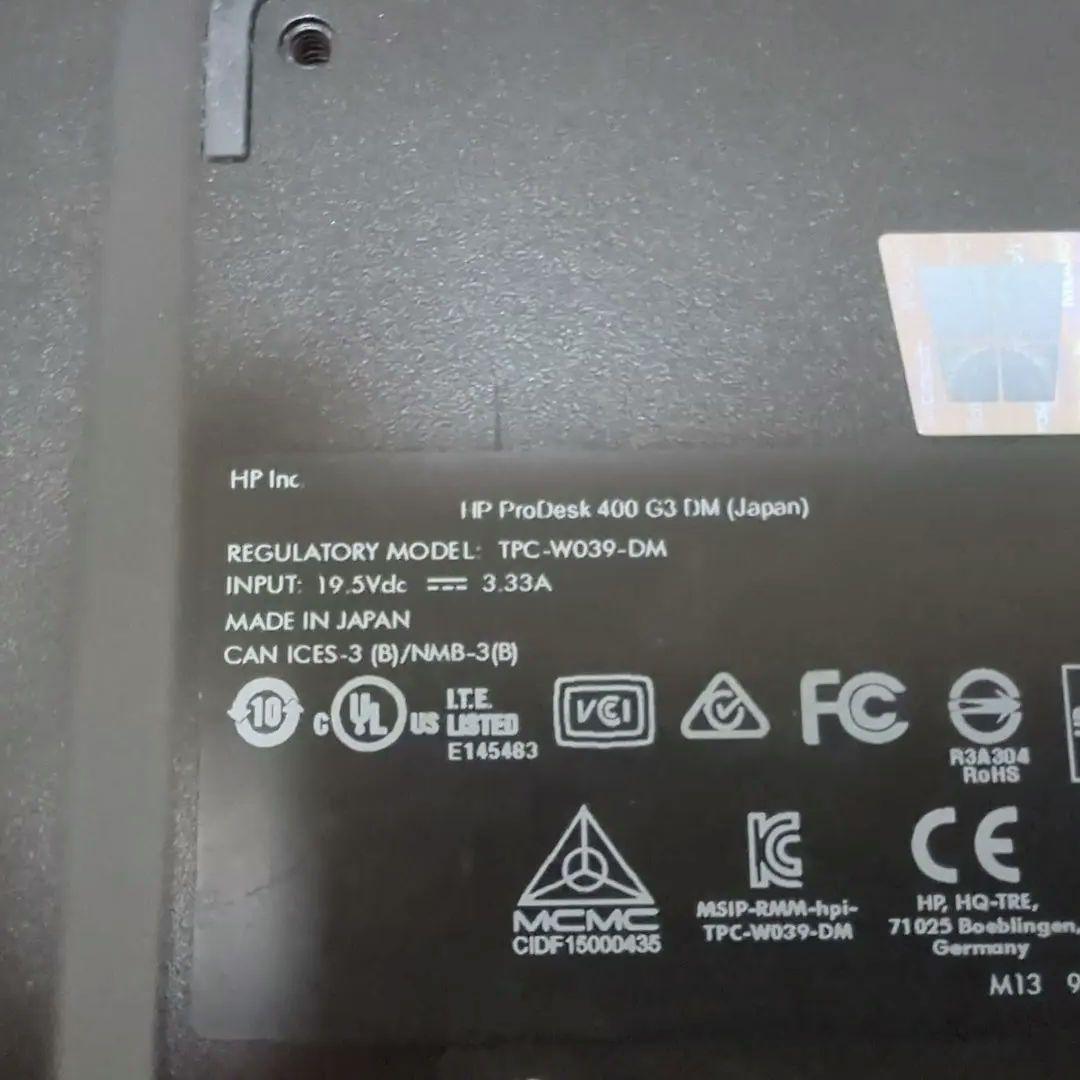 HP Inc.
HP ProDesk 400 G3 DM (Japan)
REGULATORY MODEL: TPC-W039-DM
INPUT: 19.5Vdc ⎓ 3.33A
MADE IN JAPAN
CAN ICES-3 (B)/NMB-3(B)
10
C UL US
I.T.E.
LISTED
E145483
VCI
FC
R3A304
RoHS
MCMC
CIDF15000435
KC
MSIP-RMM-hpi-
TPC-W039-DM
CE
HP, HQ-TRE,
71025 Boeblingen,
Germany
M13 9